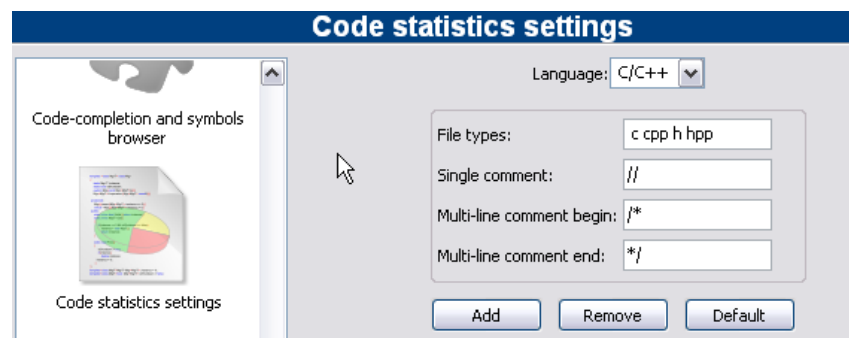 Code statistics settings
Language: C/C++
Code-completion and symbols
browser
File types: c cpp h hpp
Single comment: //
Multi-line comment begin: /*
Multi-line comment end: */
Code statistics settings
Add Remove Default